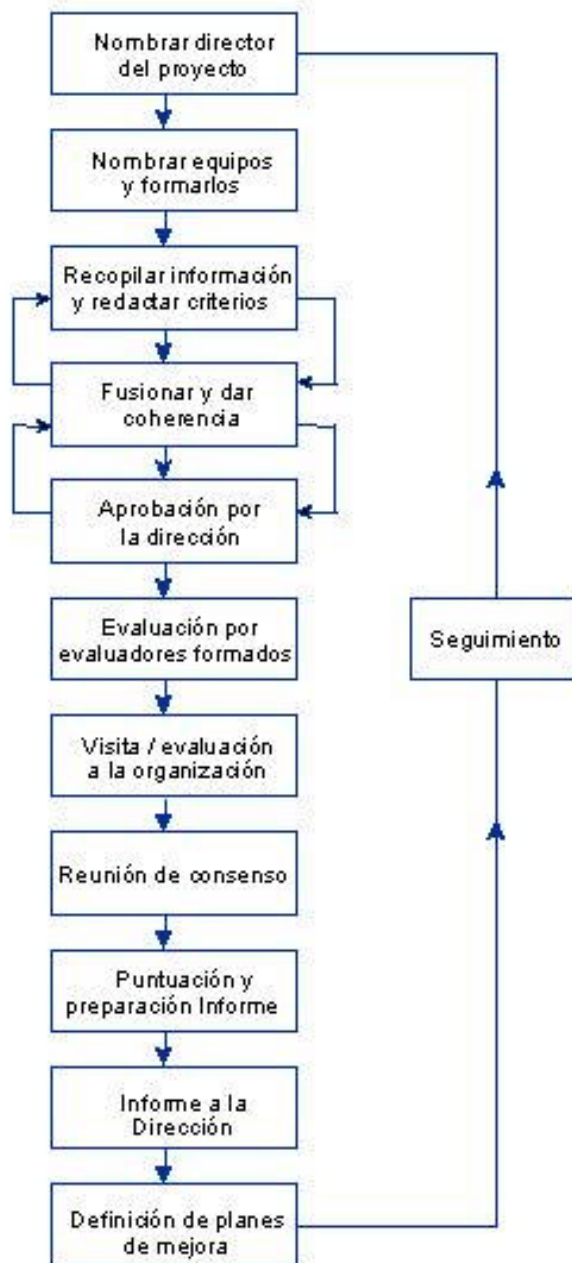 Nombrar director
del proyecto
Nombrar equipos
y formarlos
Recopilar información
y redactar criterios
Fusionar y dar
coherencia
Aprobación por
la dirección
Evaluación por
evaluadores formados
Seguimiento
Visita / evaluación
a la organización
Reunión de consenso
Puntuación y
preparación Informe
Informe a la
Dirección
Definición de planes
de mejora